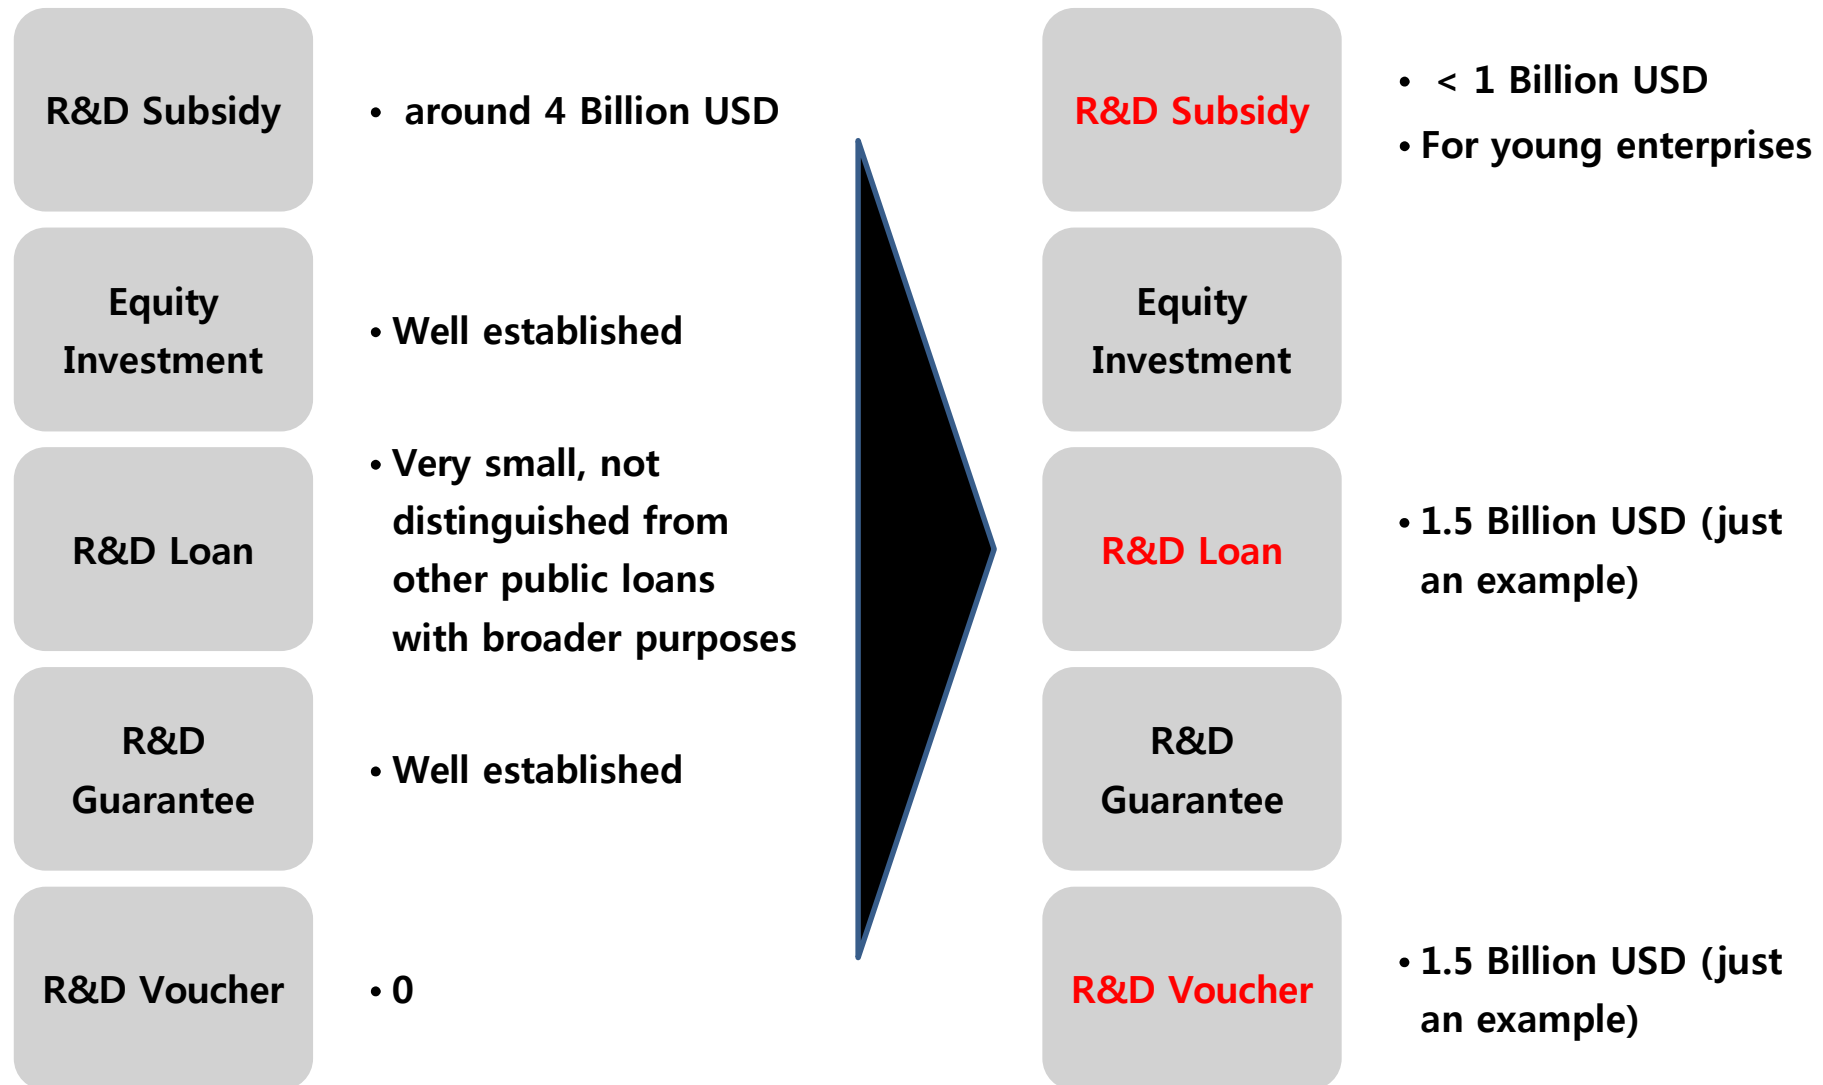 R&D Subsidy
• around 4 Billion USD
Equity
Investment
• Well established
R&D Loan
• Very small, not
distinguished from
other public loans
with broader purposes
R&D
Guarantee
• Well established
R&D Voucher
• 0
R&D Subsidy
• < 1 Billion USD
• For young enterprises
Equity
Investment
R&D Loan
• 1.5 Billion USD (just
an example)
R&D
Guarantee
R&D Voucher
• 1.5 Billion USD (just
an example)